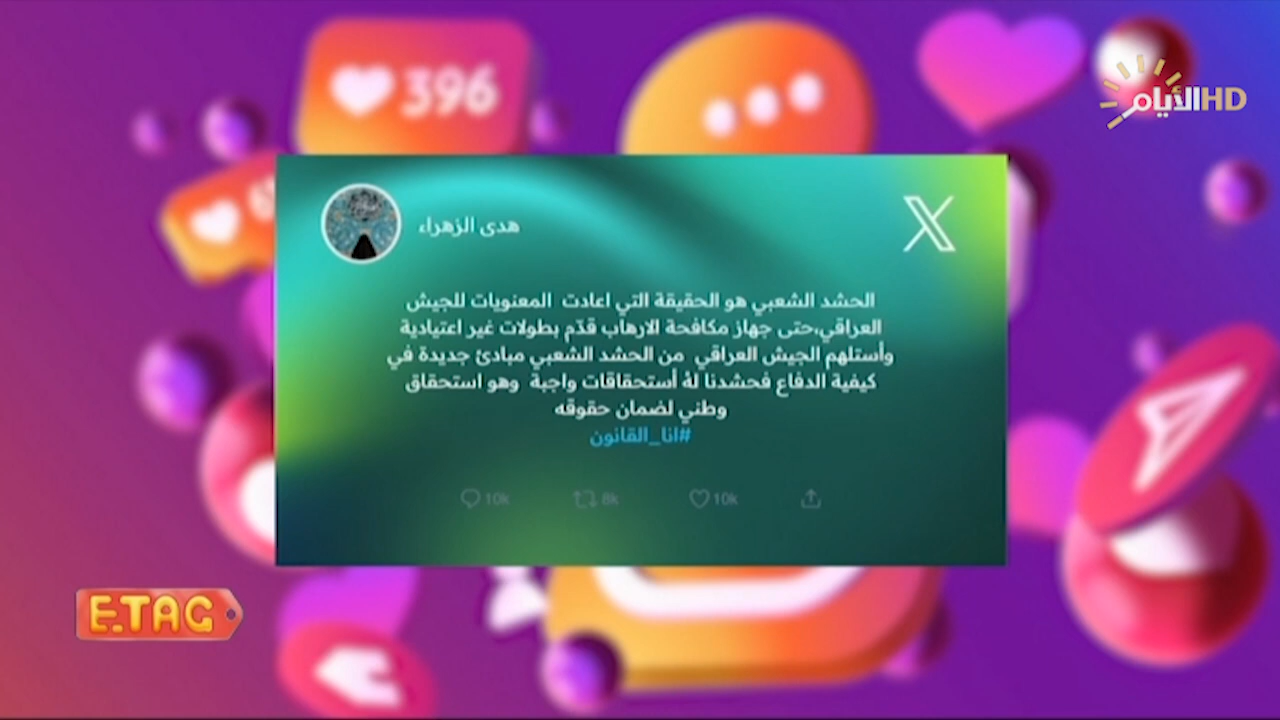 396
الأيام HD
هدى الزهراء
الحشد الشعبي هو الحقيقة التي اعادت المعنويات للجيش
العراقي،حتى جهاز مكافحة الارهاب قدّم بطولات غير اعتيادية
وأستلهم الجيش العراقي من الحشد الشعبي مبادئ جديدة في
كيفية الدفاع فحشدنا لهُ أستحقاقات واجبة وهو استحقاق
وطني لضمان حقوقه
#انا_القانون
10k 8k 10k
E.TAG